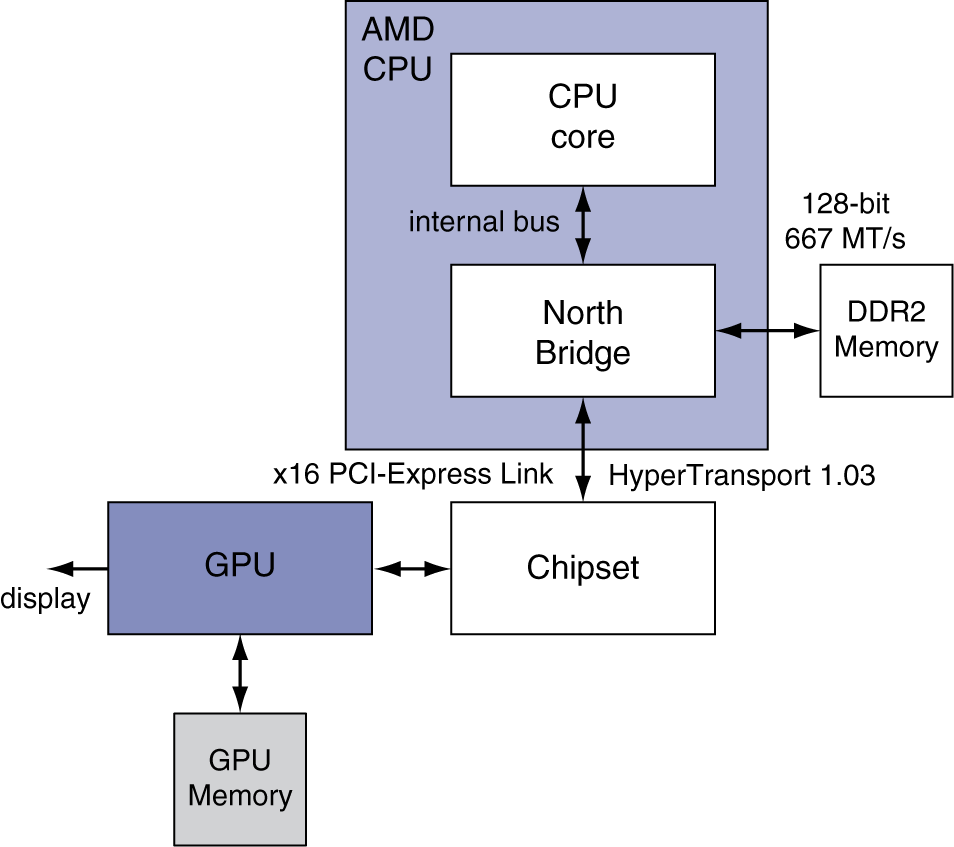 AMD
CPU
CPU
core
internal bus
128-bit
667 MT/s
North
Bridge
DDR2
Memory
x16 PCI-Express Link
HyperTransport 1.03
GPU
Chipset
display
GPU
Memory